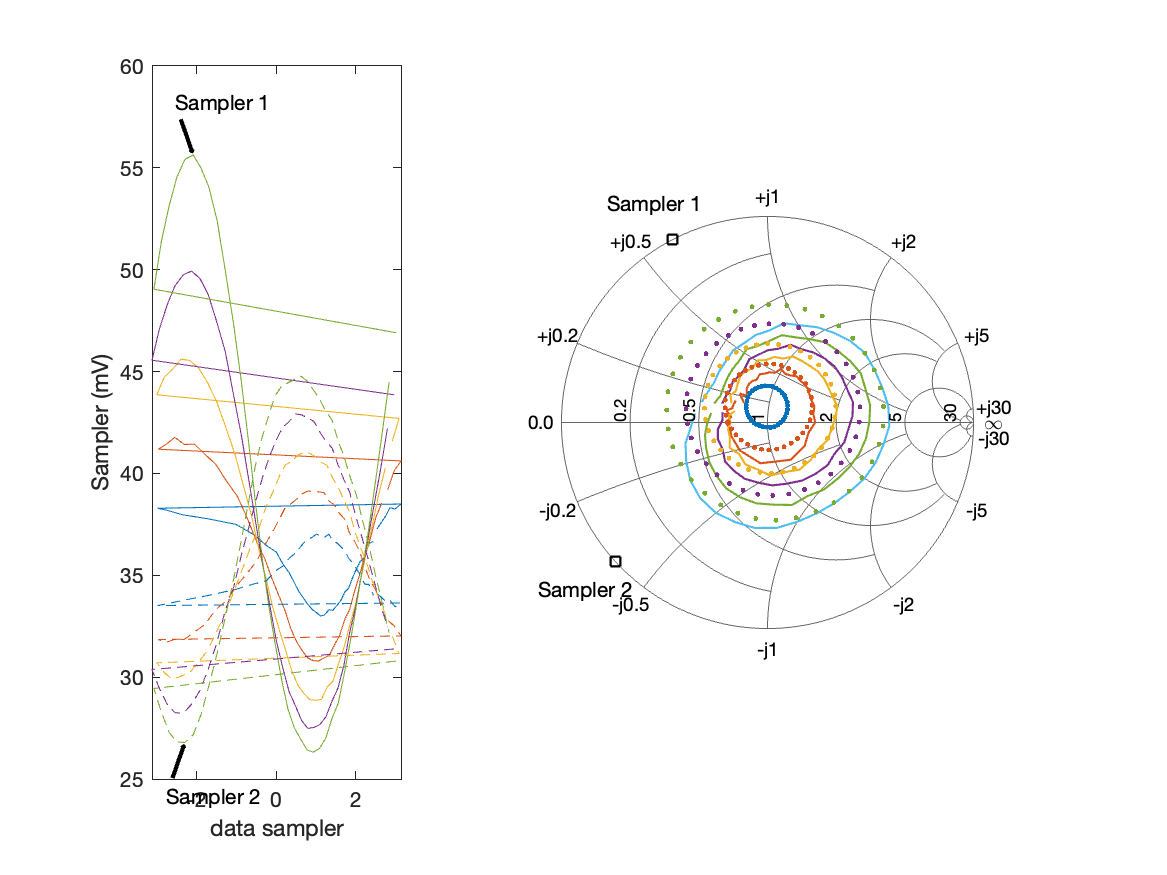 60
Sampler 1
55
50
45
40
35
30
25
Sampler (mV)
Sampler 2
-2
0
2
data sampler
Sampler 1
+j1
+j0.5
+j2
+j0.2
+j5
0.0
0.2
0.5
1
2
5
30
+j30
∞
-j30
-j0.2
-j5
Sampler 2
-j0.5
-j2
-j1